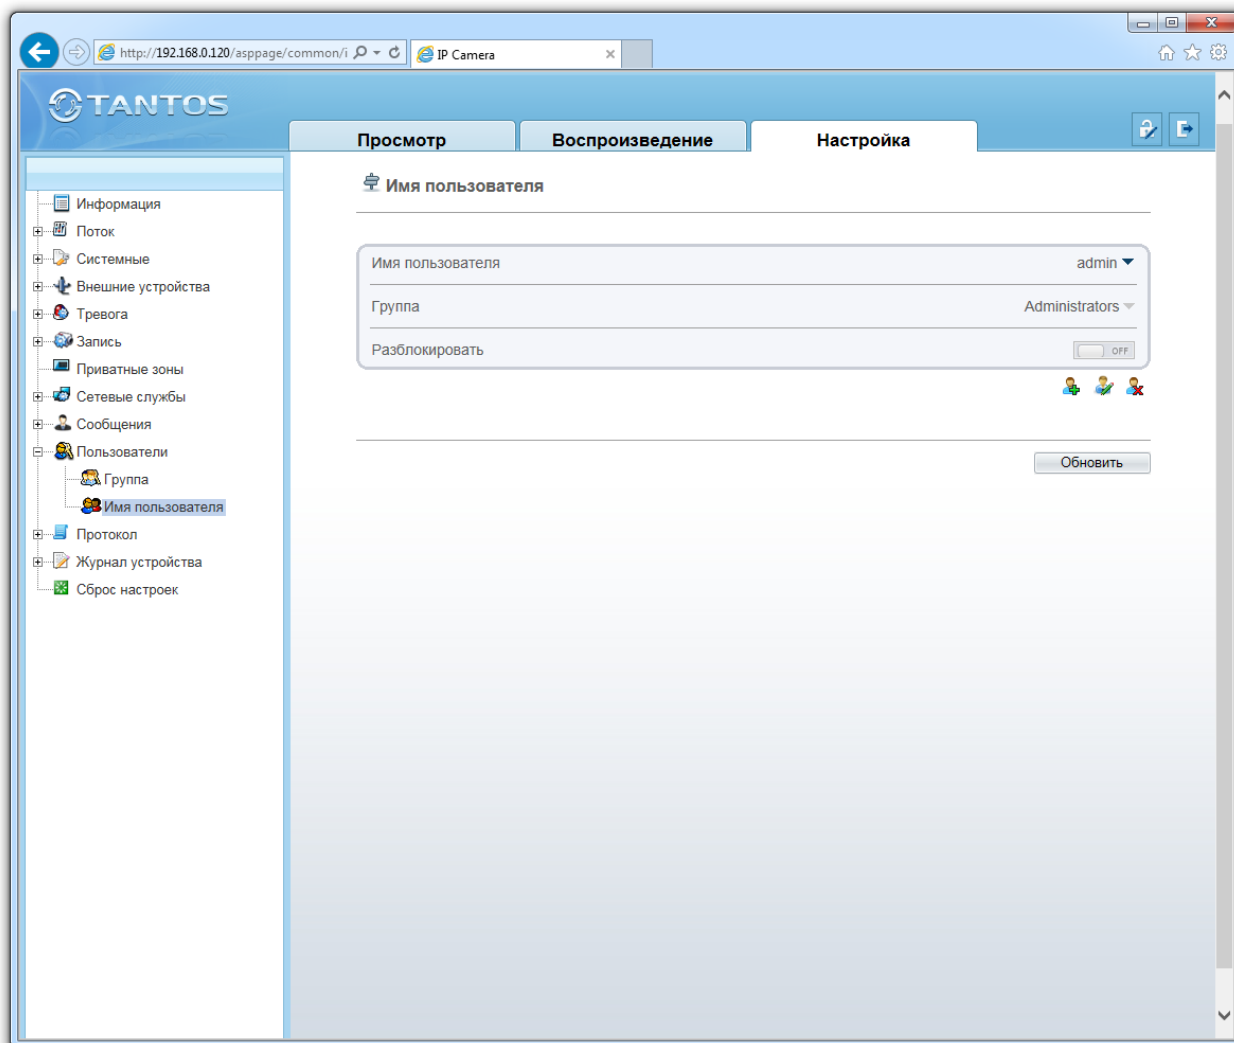 http://192.168.0.120/asppage/common/i
IP Camera
TANTOS
Просмотр
Воспроизведение
Настройка
Информация
Поток
Системные
Внешние устройства
Тревога
Запись
Приватные зоны
Сетевые службы
Сообщения
Пользователи
Группа
Имя пользователя
Протокол
Журнал устройства
Сброс настроек
Имя пользователя
Имя пользователя admin
Группа Administrators
Разблокировать OFF
Обновить